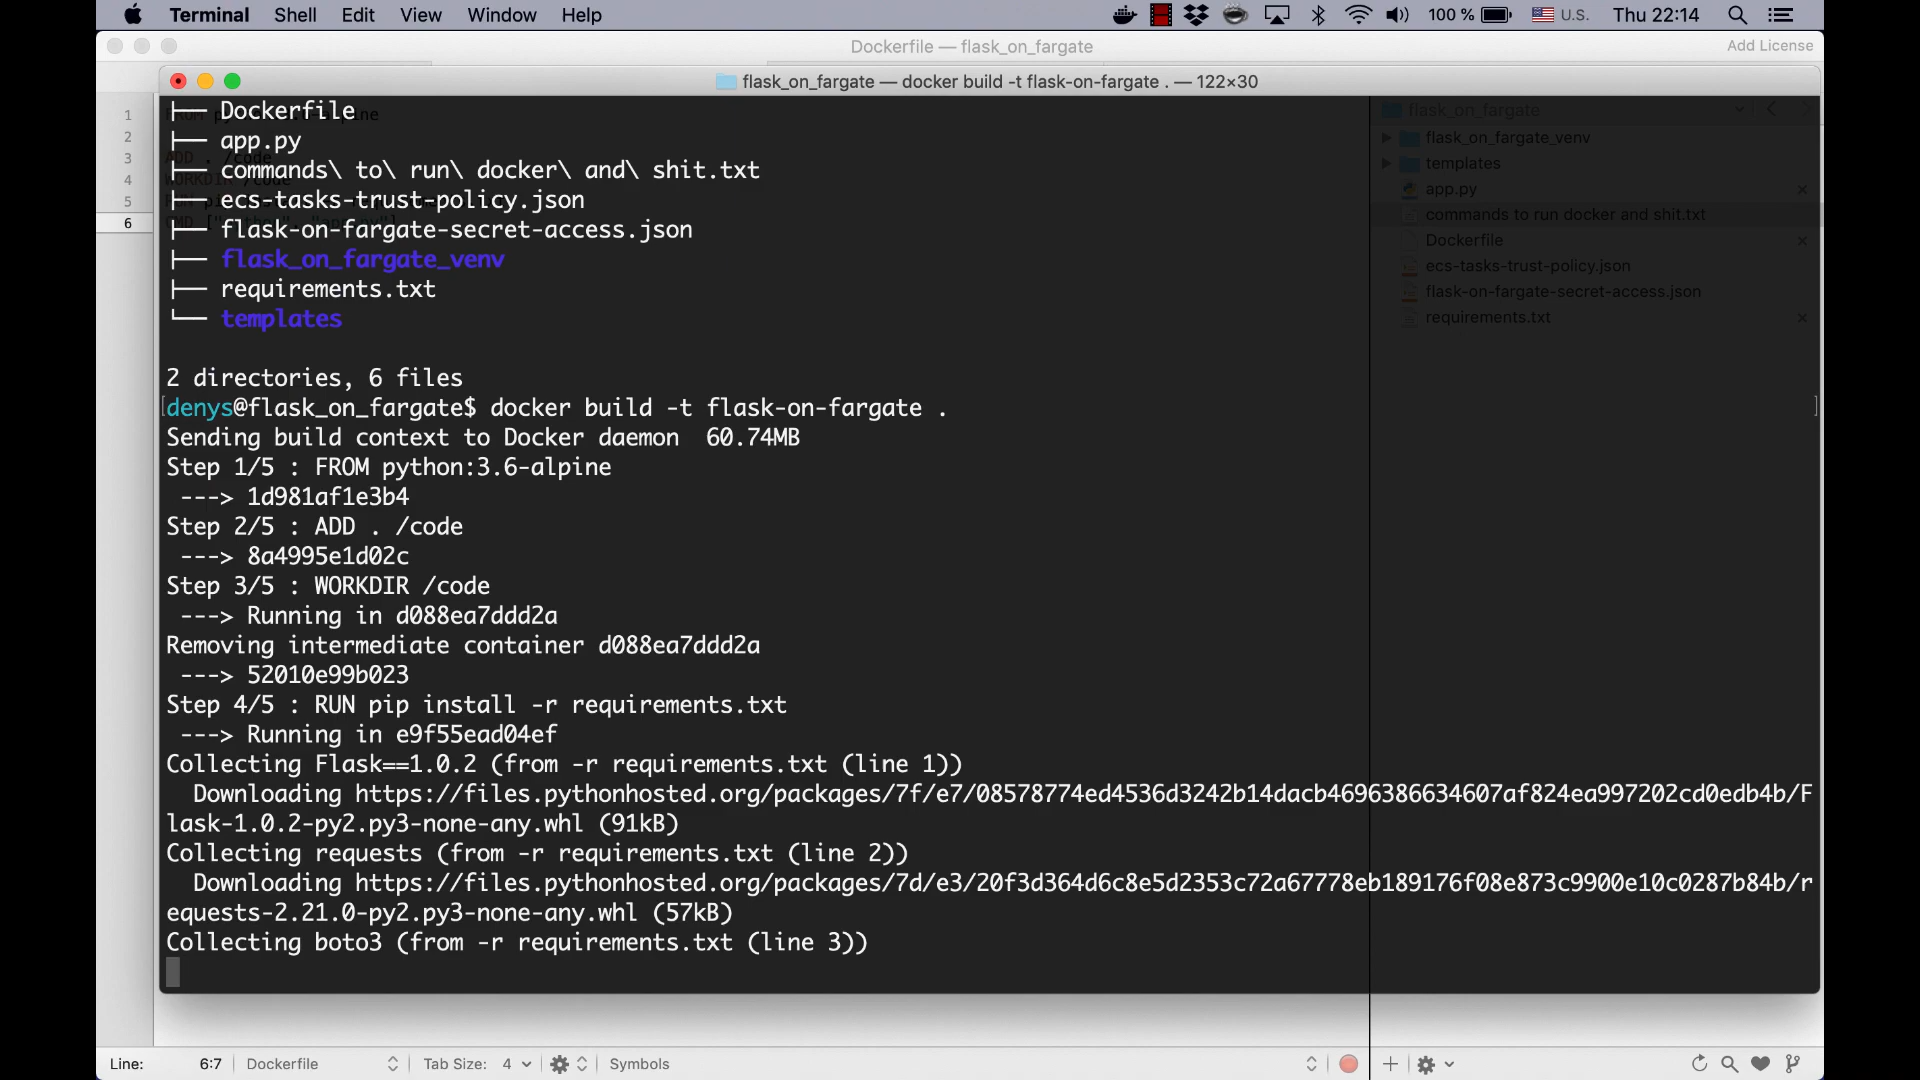 Terminal Shell Edit View Window Help 100 % U.S. Thu 22:14
Dockerfile — flask_on_fargate Add License
flask_on_fargate — docker build -t flask-on-fargate . — 122×30
├── Dockerfile
├── app.py
├── commands\ to\ run\ docker\ and\ shit.txt
├── ecs-tasks-trust-policy.json
├── flask-on-fargate-secret-access.json
├── flask_on_fargate_venv
├── requirements.txt
└── templates
2 directories, 6 files
[denys@flask_on_fargate$ docker build -t flask-on-fargate . ]
Sending build context to Docker daemon  60.74MB
Step 1/5 : FROM python:3.6-alpine
 ---> 1d981af1e3b4
Step 2/5 : ADD . /code
 ---> 8a4995e1d02c
Step 3/5 : WORKDIR /code
 ---> Running in d088ea7ddd2a
Removing intermediate container d088ea7ddd2a
 ---> 52010e99b023
Step 4/5 : RUN pip install -r requirements.txt
 ---> Running in e9f55ead04ef
Collecting Flask==1.0.2 (from -r requirements.txt (line 1))
  Downloading https://files.pythonhosted.org/packages/7f/e7/08578774ed4536d3242b14dacb4696386634607af824ea997202cd0edb4b/F
lask-1.0.2-py2.py3-none-any.whl (91kB)
Collecting requests (from -r requirements.txt (line 2))
  Downloading https://files.pythonhosted.org/packages/7d/e3/20f3d364d6c8e5d2353c72a67778eb189176f08e873c9900e10c0287b84b/r
equests-2.21.0-py2.py3-none-any.whl (57kB)
Collecting boto3 (from -r requirements.txt (line 3))
1
2
3
4
5
6
flask_on_fargate
flask_on_fargate_venv
templates
app.py
commands to run docker and shit.txt
Dockerfile
ecs-tasks-trust-policy.json
flask-on-fargate-secret-access.json
requirements.txt
Line: 6:7 Dockerfile Tab Size: 4 Symbols